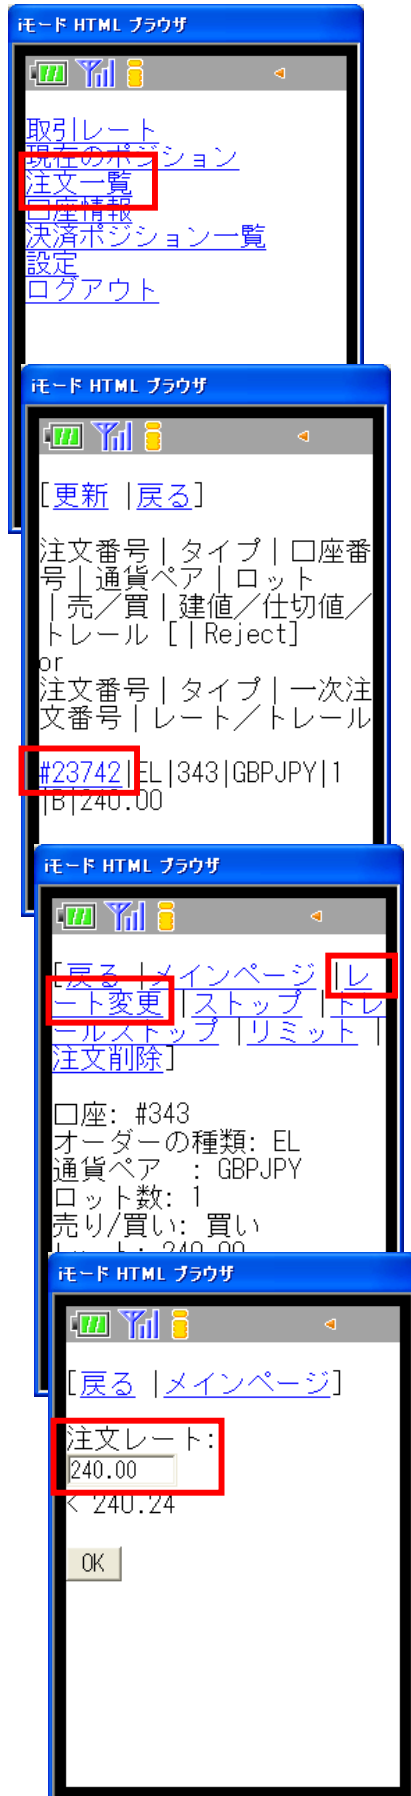 iモード HTML ブラウザ
取引レート
現在のポジション
注文一覧
口座情報
決済ポジション一覧
設定
ログアウト
iモード HTML ブラウザ
[更新 |戻る]
注文番号|タイプ|口座番
号|通貨ペア|ロット
|売／買|建値／仕切値／
トレール [|Reject]
or
注文番号|タイプ|一次注
文番号|レート／トレール
#23742|EL|343|GBPJPY|1
|B|240.00
iモード HTML ブラウザ
[戻る |メインページ |レ
ート変更 |ストップ |トレ
ールストップ |リミット |
注文削除]
口座: #343
オーダーの種類: EL
通貨ペア : GBPJPY
ロット数: 1
売り/買い: 買い
レート: 240.00
iモード HTML ブラウザ
[戻る |メインページ]
注文レート:
240.00
< 240.24
OK